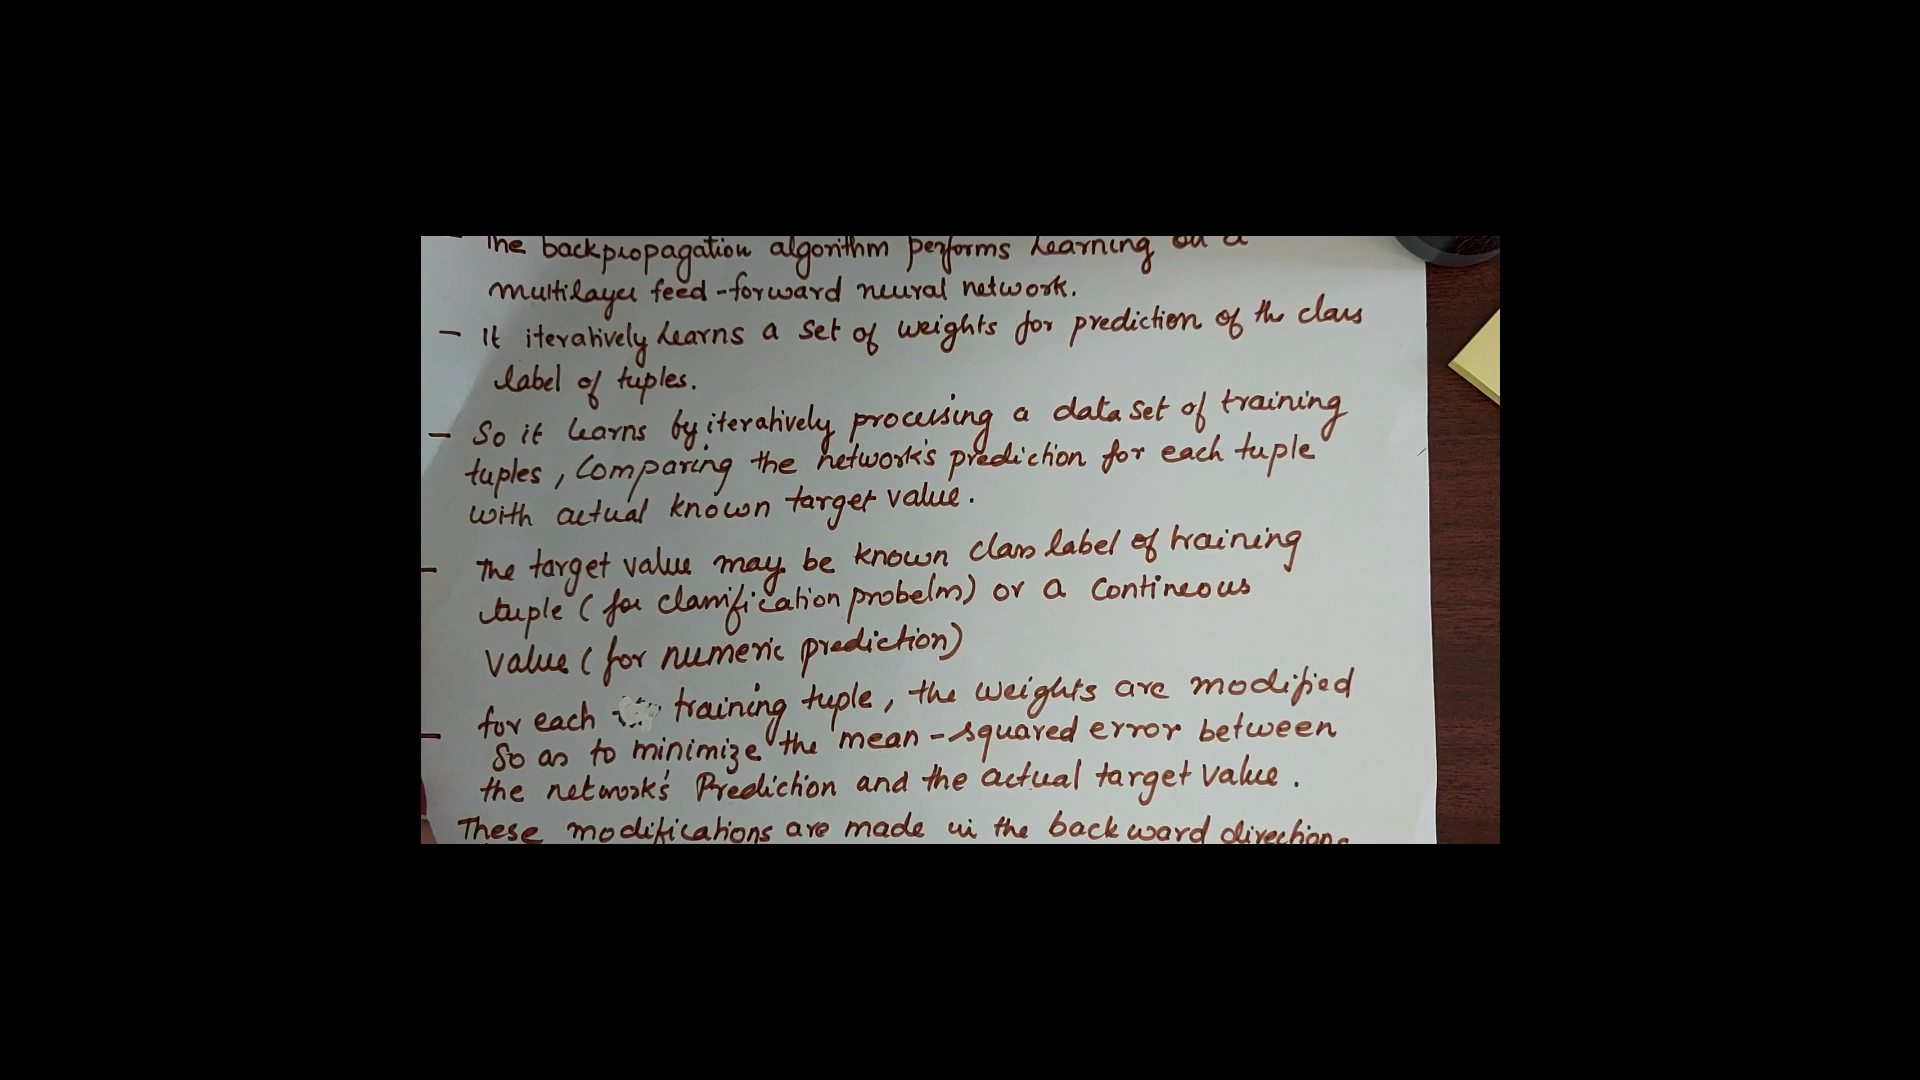 - The backpropagation algorithm performs learning on a
multilayer feed-forward neural network.
- It iteratively learns a set of weights for prediction of the class
label of tuples.
- So it learns by iteratively processing a data set of training
tuples, Comparing the network's prediction for each tuple
with actual known target value.
- The target value may be known class label of training
tuple (for classification probelm) or a Contineous
Value (for numeric prediction)
- for each training tuple, the weights are modified
So as to minimize the mean-squared error between
the network's Prediction and the actual target value.
These modifications are made in the backward direction